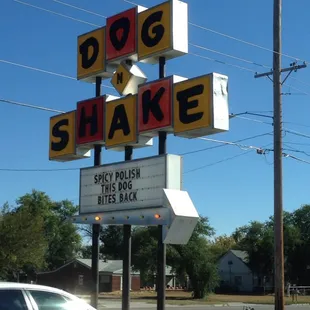 DOG
N
SHAKE
SPICY POLISH
THIS DOG
BITES BACK